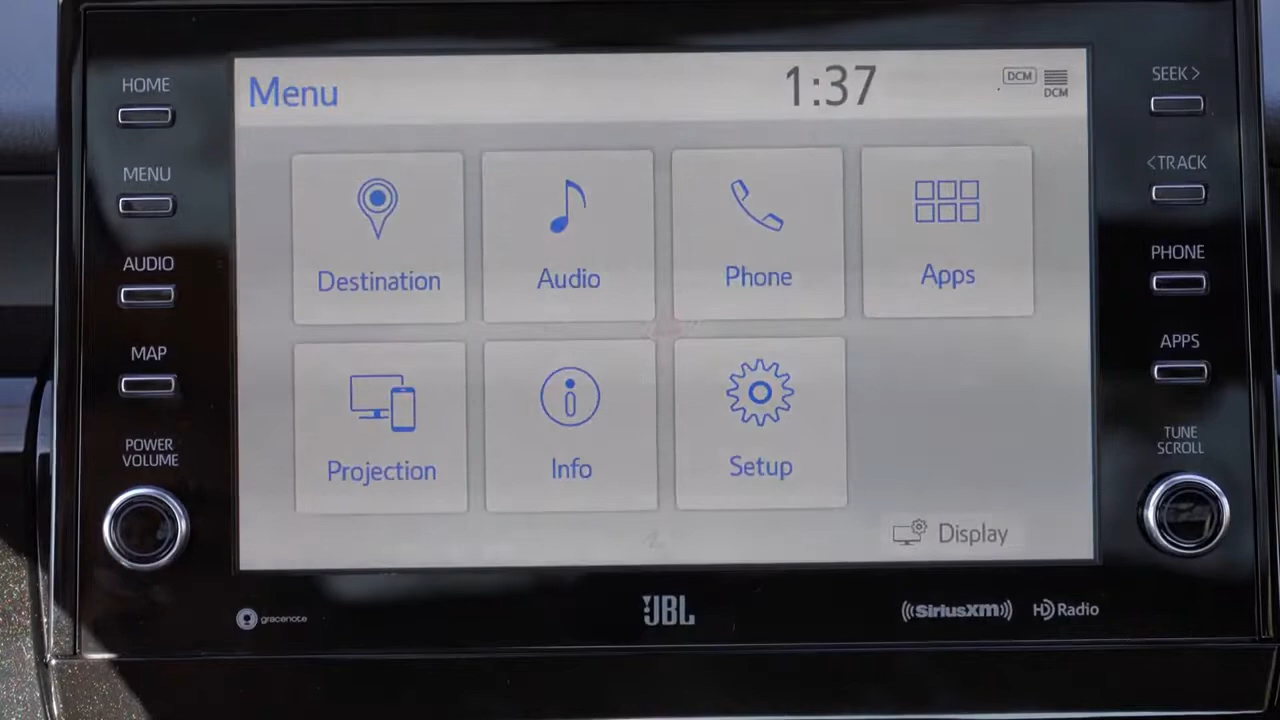 HOME
MENU
AUDIO
MAP
POWER
VOLUME
Menu
1:37
DCM
DCM
Destination
Audio
Phone
Apps
Projection
Info
Setup
Display
SEEK >
< TRACK
PHONE
APPS
TUNE
SCROLL
gracenote
JBL
((SiriusXM))
HD Radio